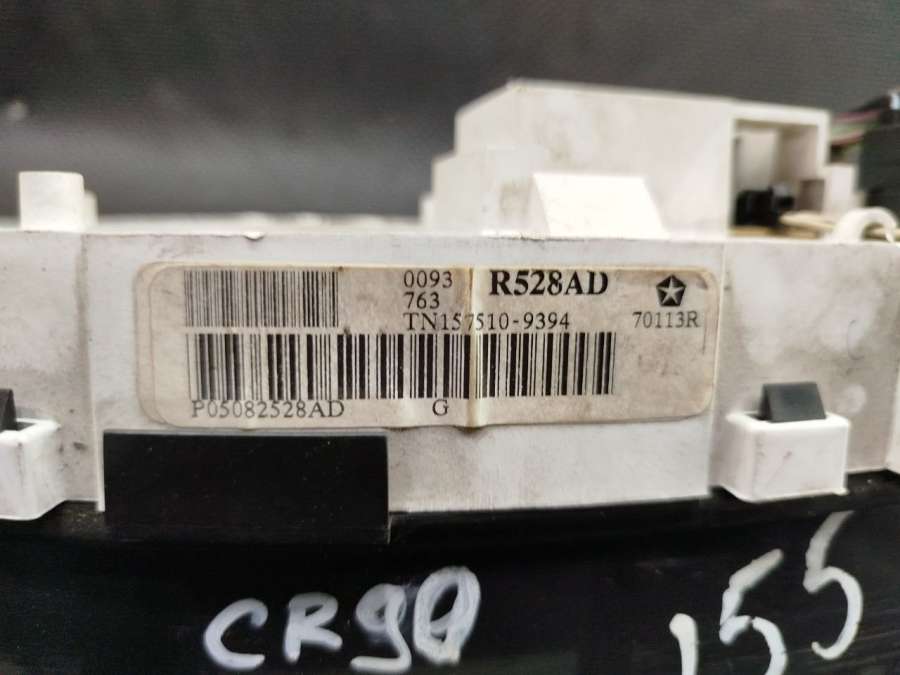 0093 R528AD
763
TN157510-9394 70113R
P05082528AD G
CR90 155